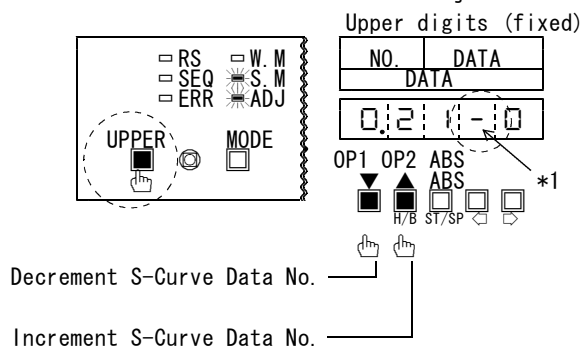 Upper digits (fixed)
RS W.M
SEQ S.M
ERR ADJ
NO. DATA
DATA
0.21-0
UPPER MODE
OP1 OP2 ABS
ABS
*1
H/B ST/SP
Decrement S-Curve Data No.
Increment S-Curve Data No.